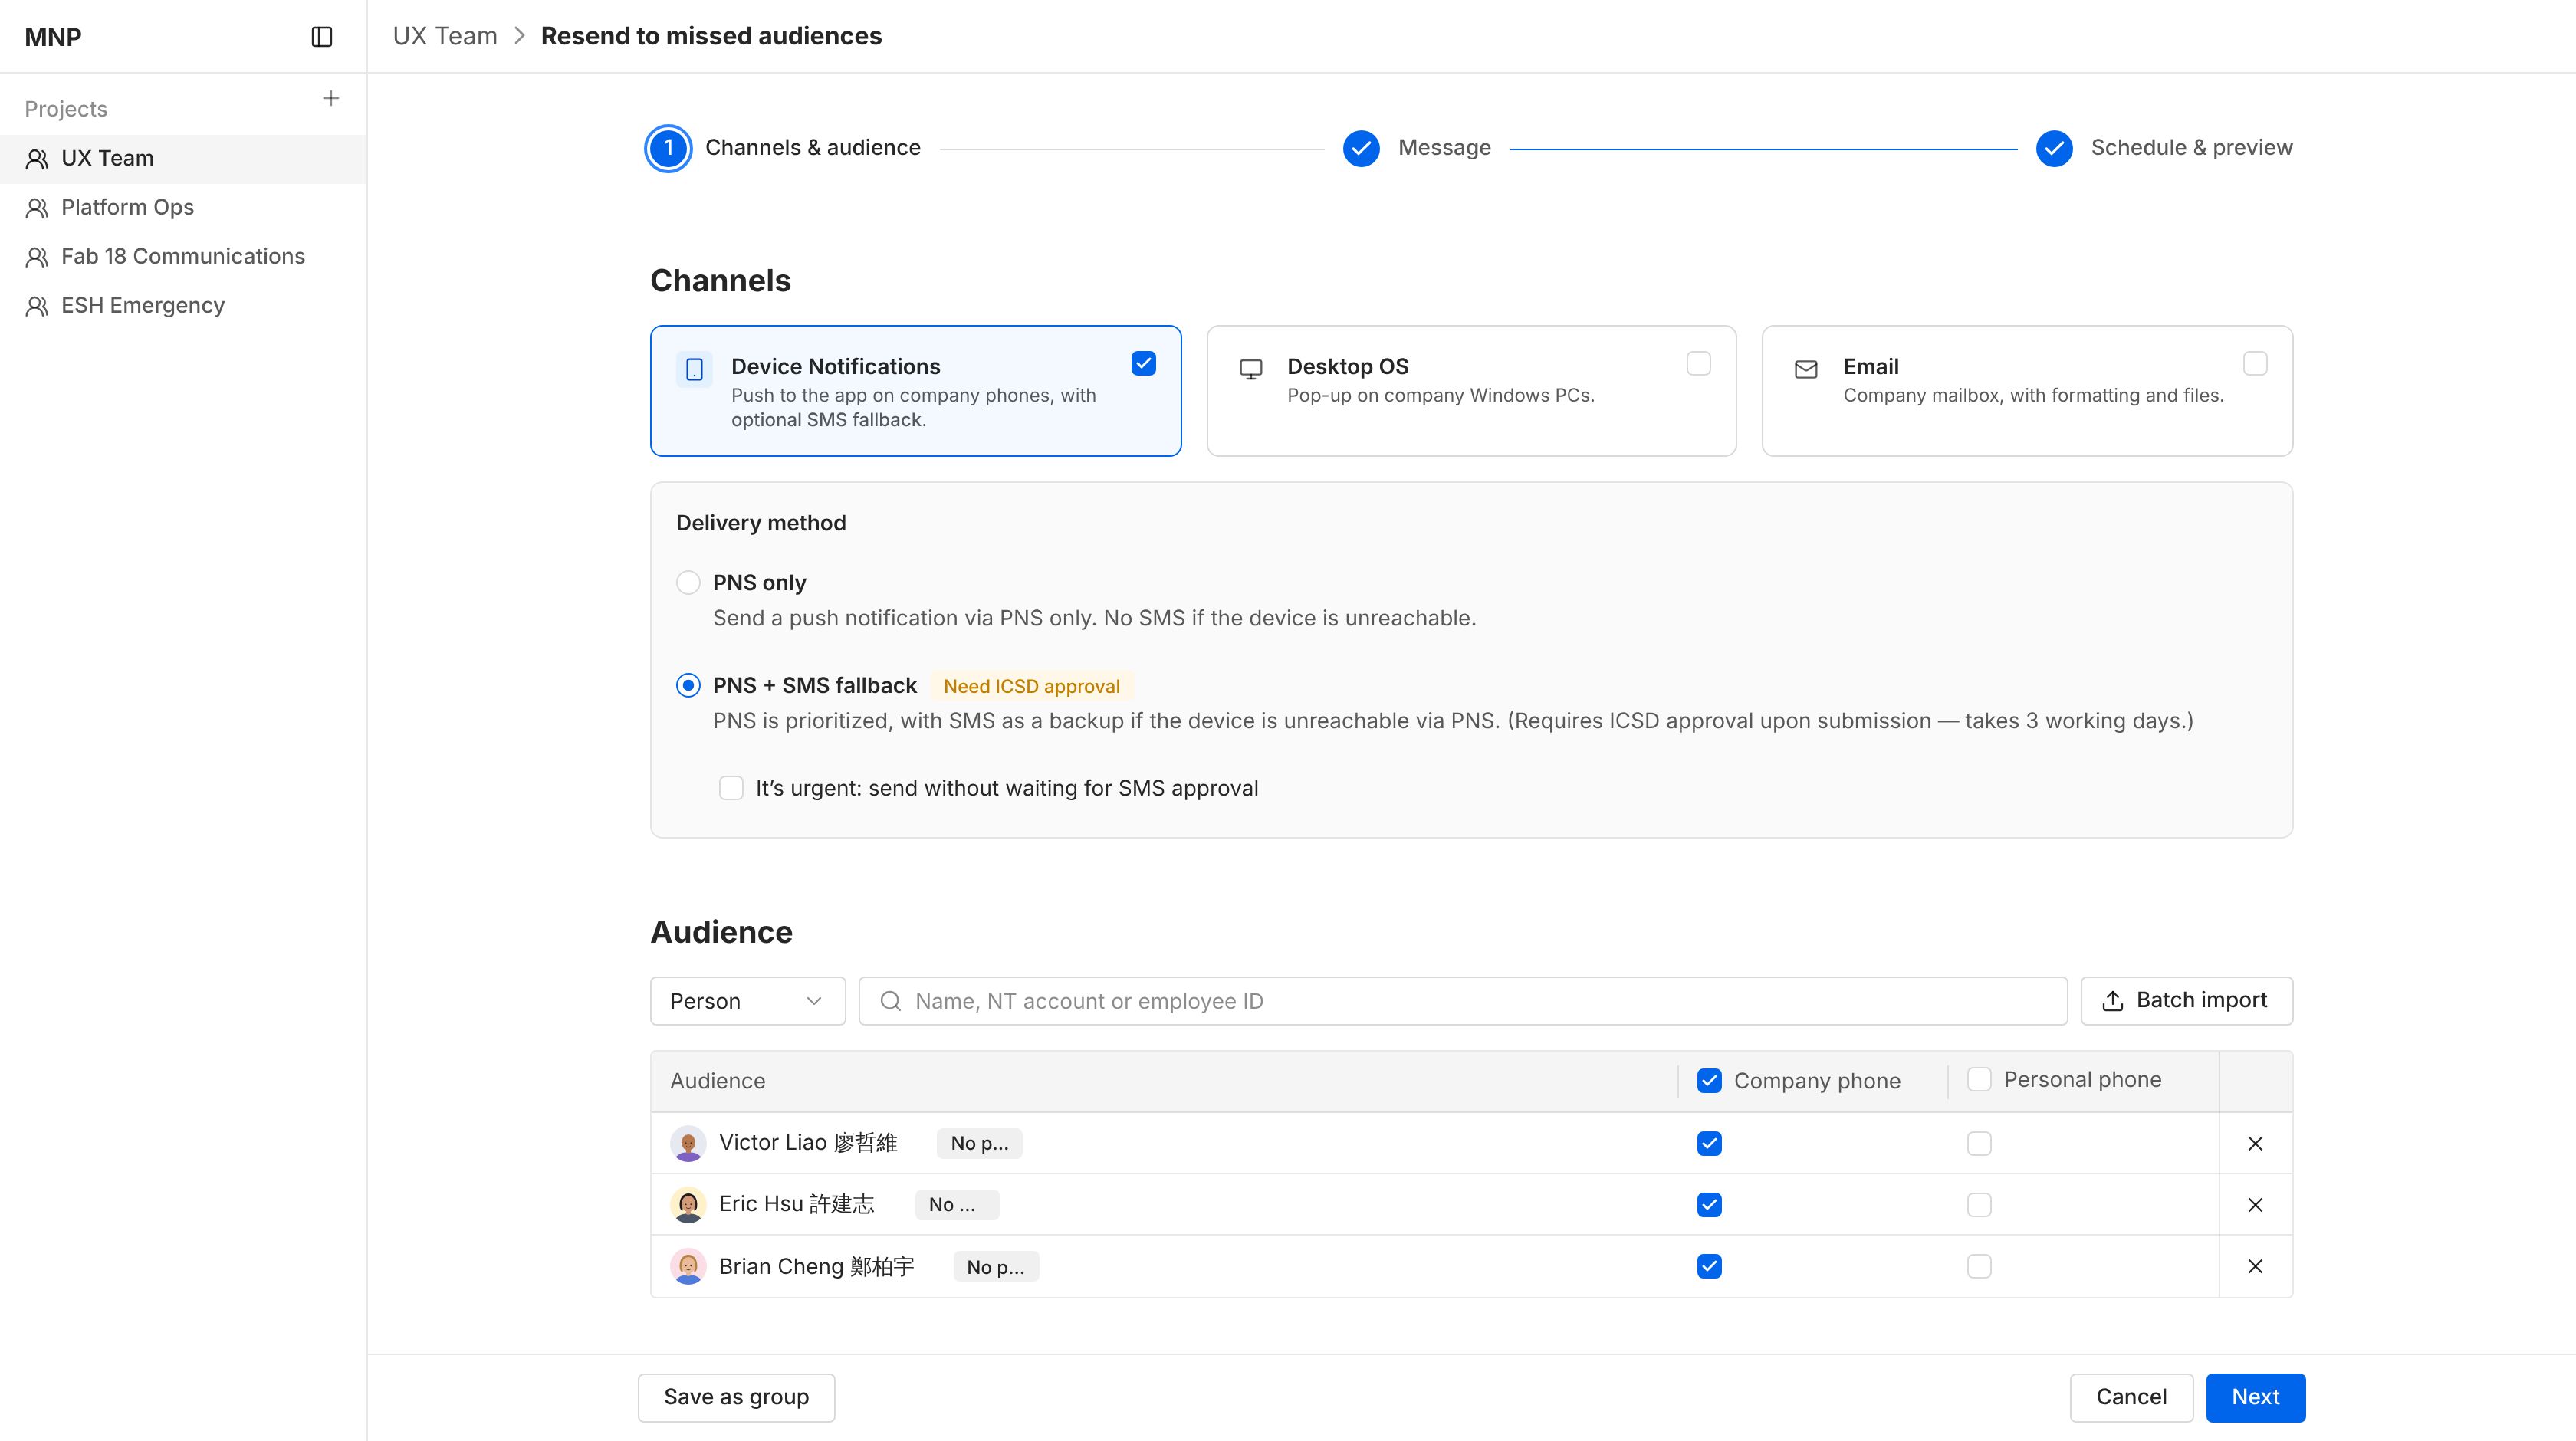 MNP
UX Team > Resend to missed audiences
Projects
UX Team
Platform Ops
Fab 18 Communications
ESH Emergency
1 Channels & audience
Message
Schedule & preview
Channels
Device Notifications
Push to the app on company phones, with
optional SMS fallback.
Desktop OS
Pop-up on company Windows PCs.
Email
Company mailbox, with formatting and files.
Delivery method
PNS only
Send a push notification via PNS only. No SMS if the device is unreachable.
PNS + SMS fallback Need ICSD approval
PNS is prioritized, with SMS as a backup if the device is unreachable via PNS. (Requires ICSD approval upon submission — takes 3 working days.)
It’s urgent: send without waiting for SMS approval
Audience
Person
Name, NT account or employee ID
Batch import
Audience Company phone Personal phone
Victor Liao 廖哲維 No p...
Eric Hsu 許建志 No ...
Brian Cheng 鄭柏宇 No p...
Save as group
Cancel
Next